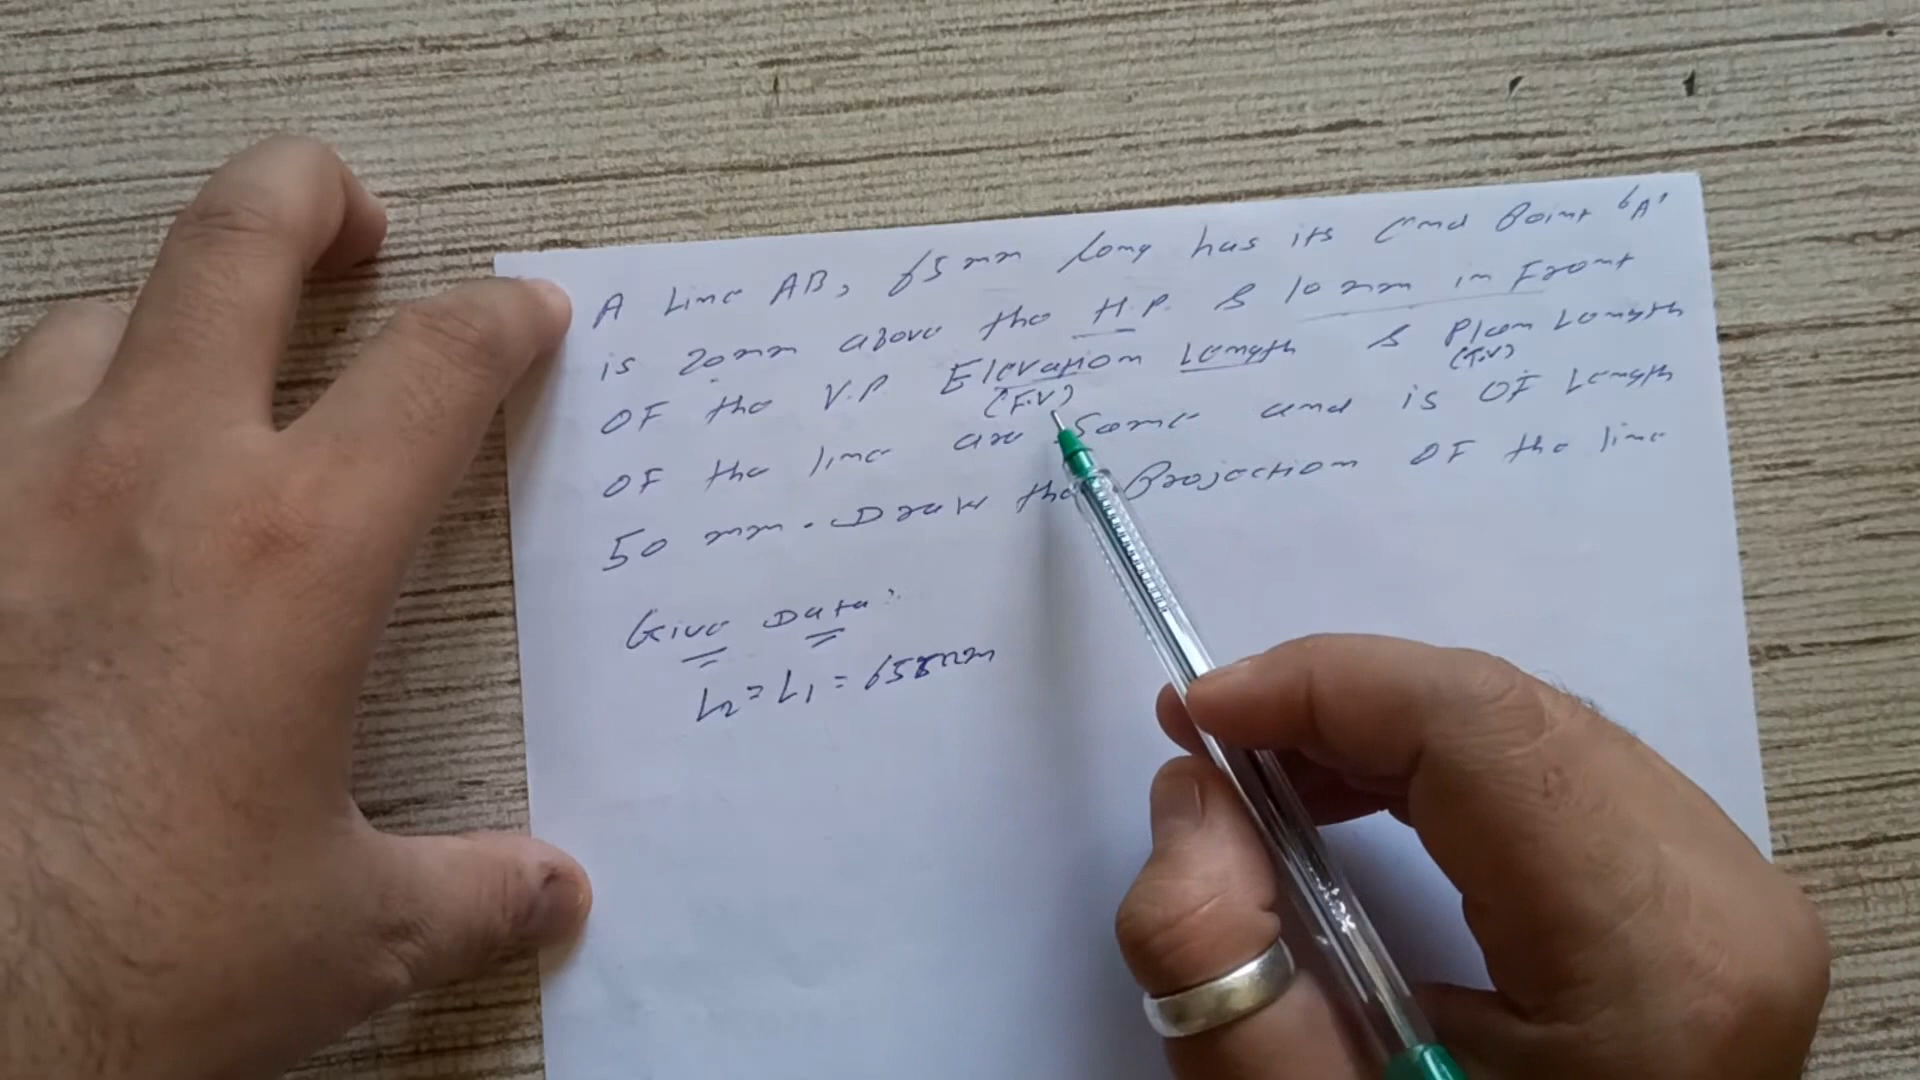 A Line AB, 65 mm long has its end Point 'A'
is 20mm above the H.P. & 10 mm in Front
OF the V.P. Elevation Length & Plan Length
(F.V) (T.V)
OF the line are Same and is OF Length
50 mm. Draw the Projection OF the line
Give Data:
L2 = L1 = 65mm